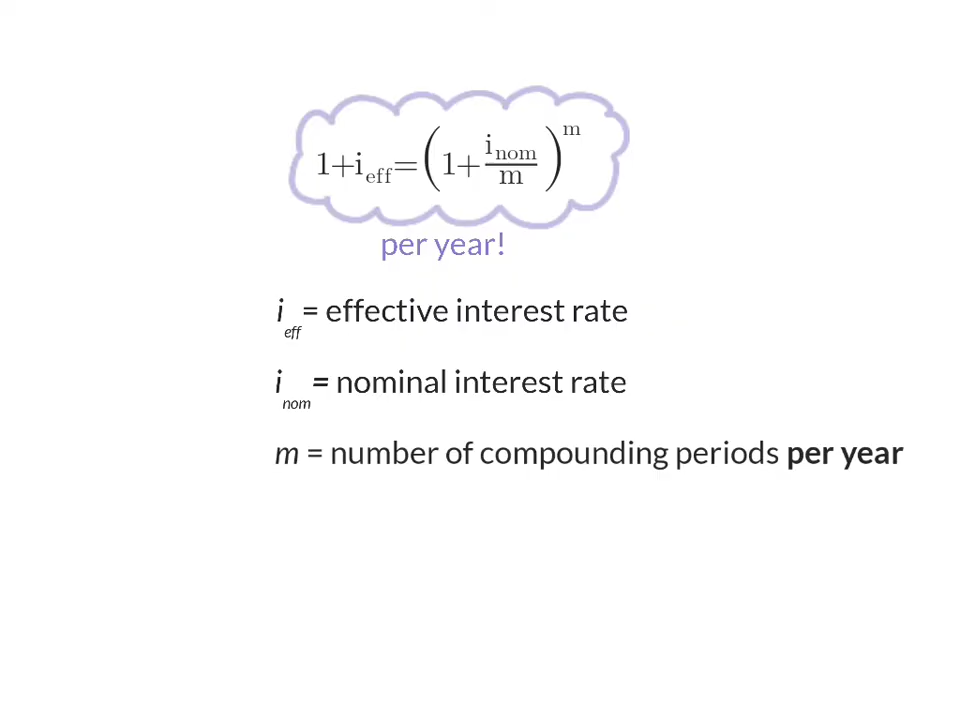 1+i_eff=(1+i_nom/m)^m
per year!
i_eff = effective interest rate
i_nom = nominal interest rate
m = number of compounding periods per year